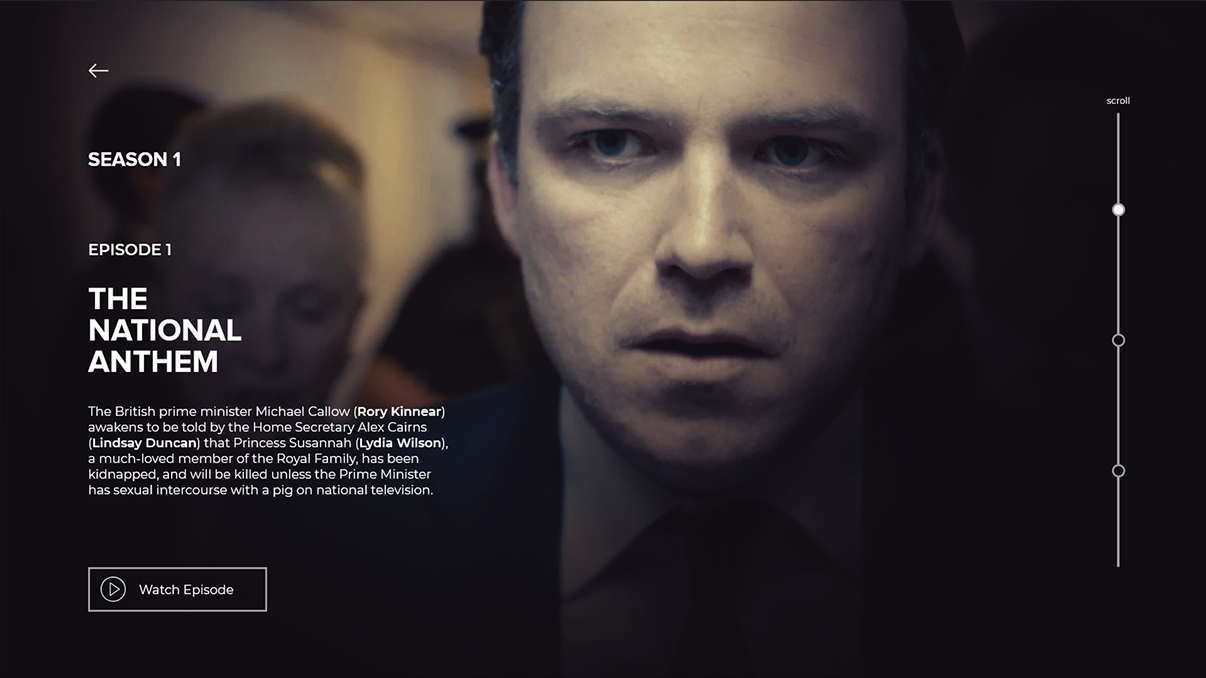 scroll
SEASON 1
EPISODE 1
THE
NATIONAL
ANTHEM
The British prime minister Michael Callow (Rory Kinnear)
awakens to be told by the Home Secretary Alex Cairns
(Lindsay Duncan) that Princess Susannah (Lydia Wilson),
a much-loved member of the Royal Family, has been
kidnapped, and will be killed unless the Prime Minister
has sexual intercourse with a pig on national television.
Watch Episode